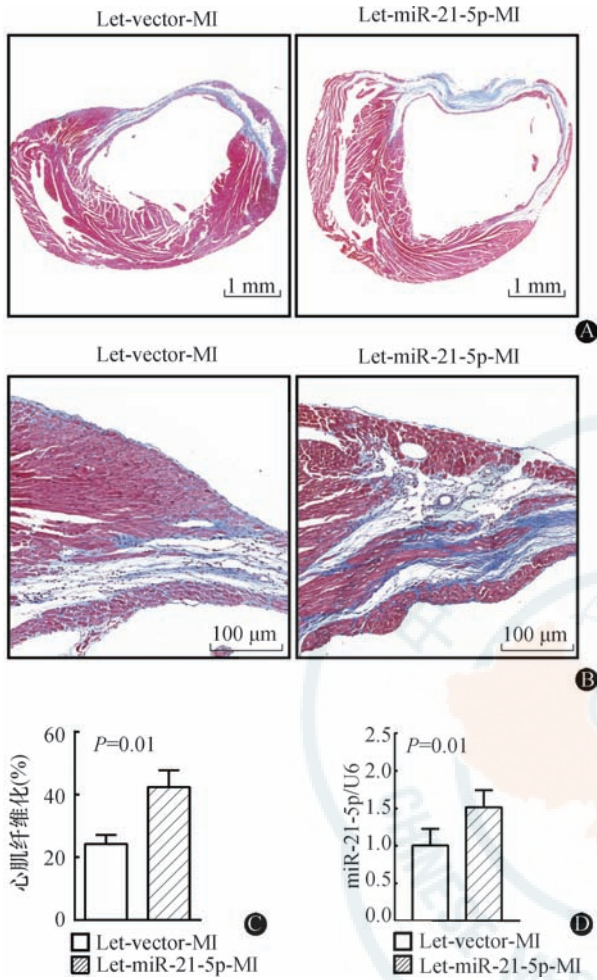 Let-vector-MI
Let-miR-21-5p-MI
1 mm
1 mm
A
Let-vector-MI
Let-miR-21-5p-MI
100 μm
100 μm
B
60
40
20
0
心肌纤维化(%)
P=0.01
C
Let-vector-MI
Let-miR-21-5p-MI
2.5
2.0
1.5
1.0
0.5
0.0
miR-21-5p/U6
P=0.01
D
Let-vector-MI
Let-miR-21-5p-MI
CHINESE